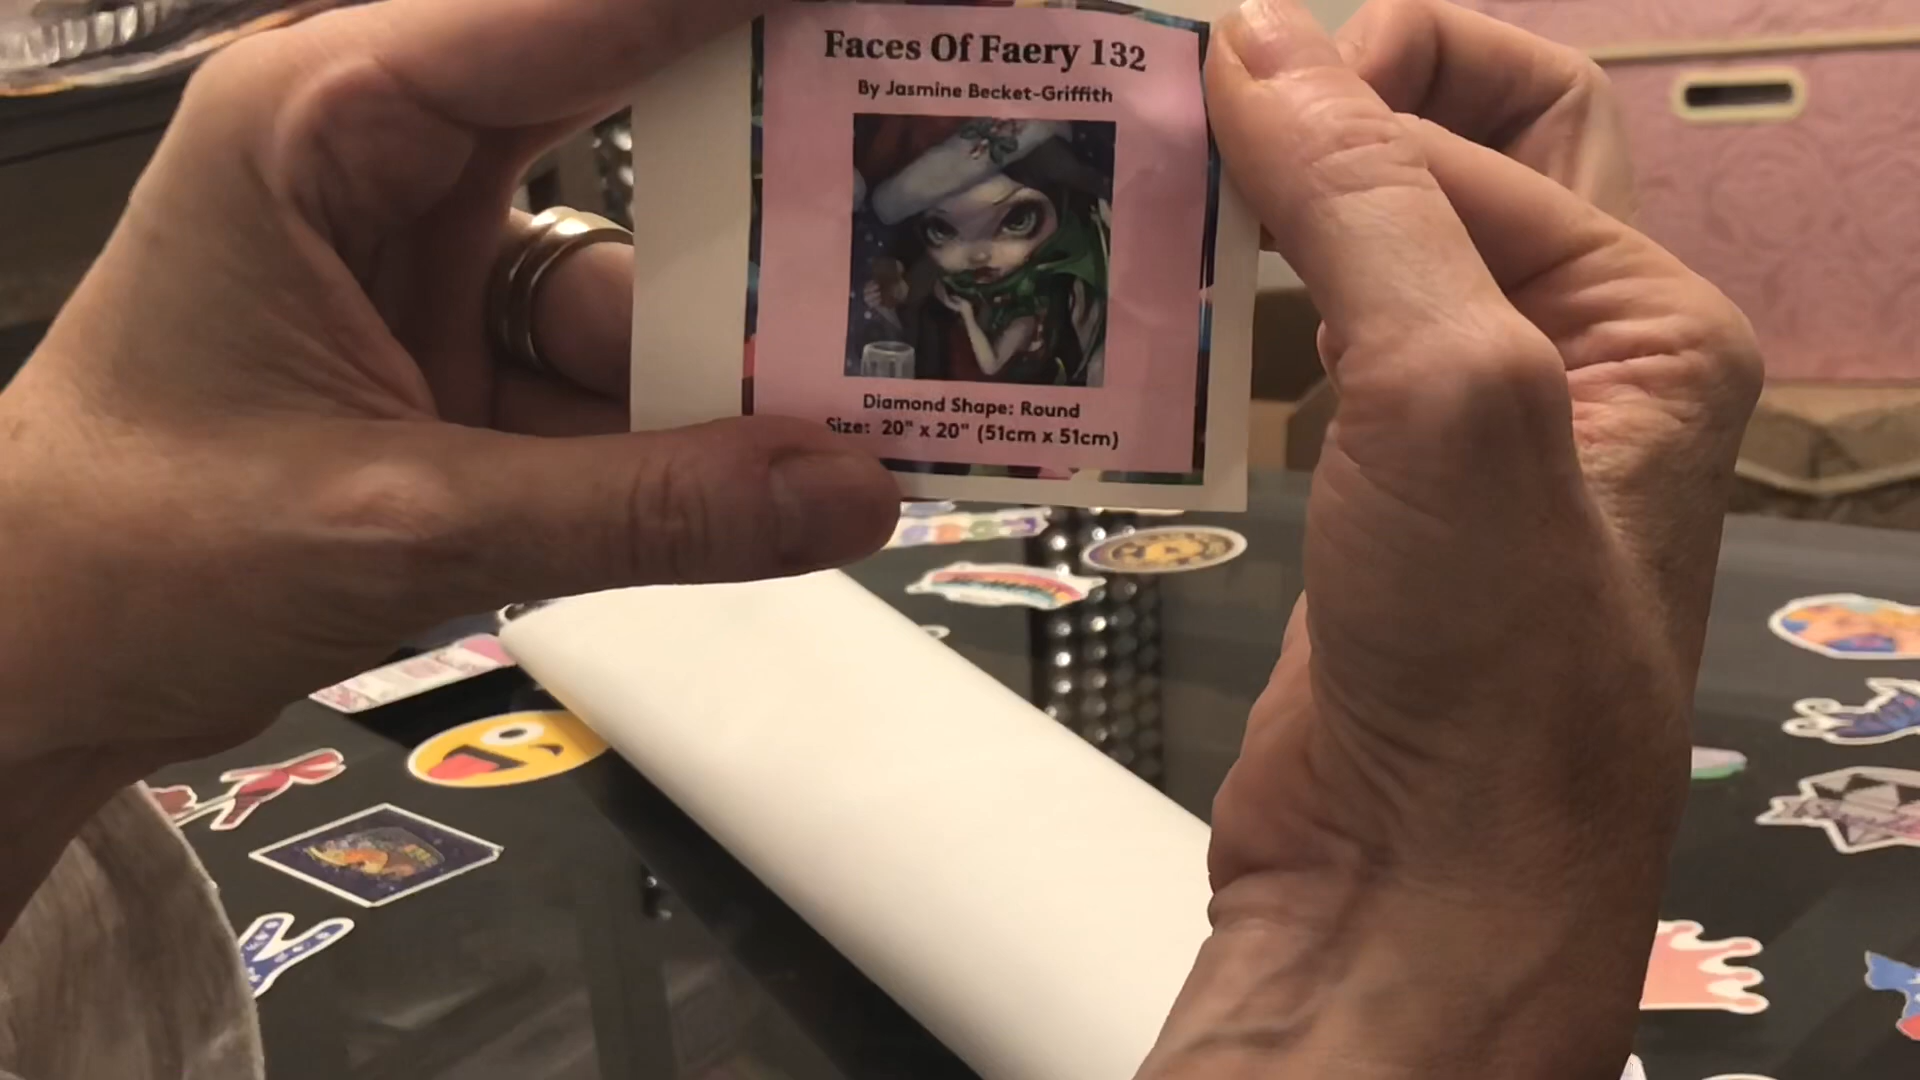 Faces Of Faery 132
By Jasmine Becket-Griffith
Diamond Shape: Round
Size: 20" x 20" (51cm x 51cm)